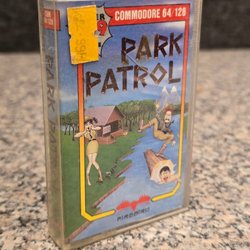 COMMODORE 64/128
PARK
PATROL
FIREBIRD
PARK PATROL